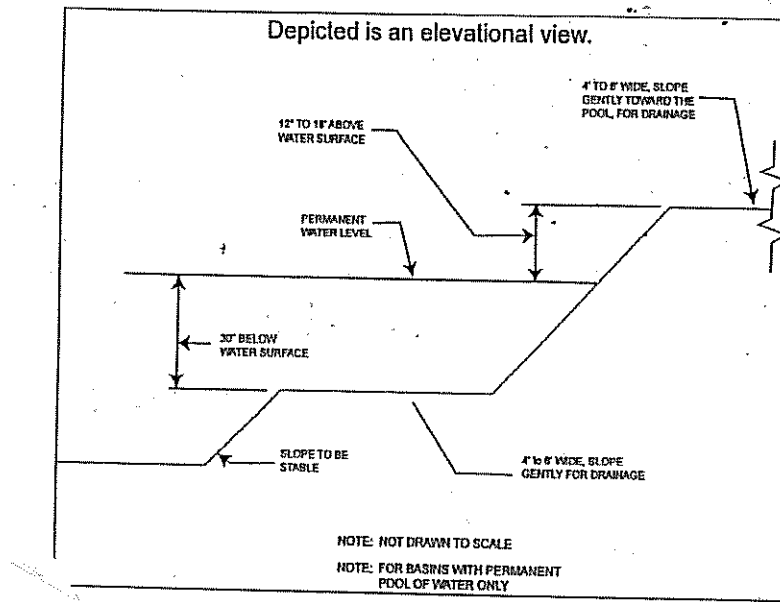 Depicted is an elevational view.
4' TO 6' WIDE, SLOPE
GENTLY TOWARD THE
POOL, FOR DRAINAGE
12" TO 18" ABOVE
WATER SURFACE
PERMANENT
WATER LEVEL
30" BELOW
WATER SURFACE
SLOPE TO BE
STABLE
4' to 6' WIDE, SLOPE
GENTLY FOR DRAINAGE
NOTE: NOT DRAWN TO SCALE
NOTE: FOR BASINS WITH PERMANENT
POOL OF WATER ONLY